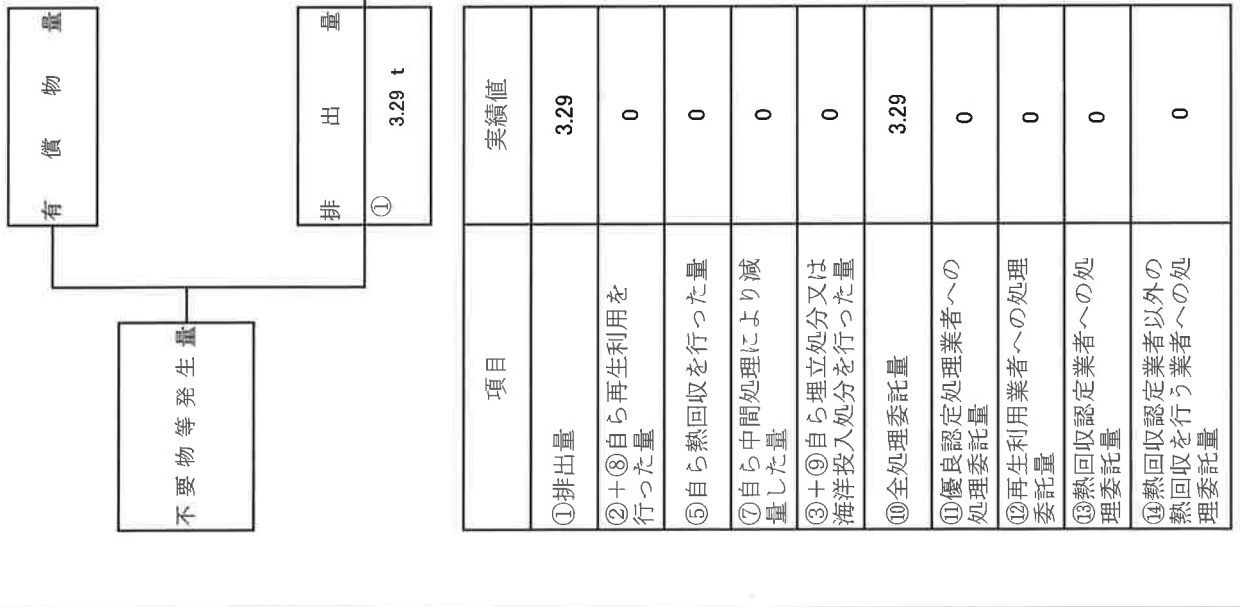 有償物量
不要物等発生量
排出量
①
3.29 t
項目
実績値
①排出量
3.29
②+⑧自ら再生利用を
行った量
0
⑤自ら熱回収を行った量
0
⑦自ら中間処理により減
量した量
0
③+⑨自ら埋立処分又は
海洋投入処分を行った量
0
⑩全処理委託量
3.29
⑪優良認定処理業者への
処理委託量
0
⑫再生利用業者への処理
委託量
0
⑬熱回収認定業者への処
理委託量
0
⑭熱回収認定業者以外の
熱回収を行う業者への処
理委託量
0